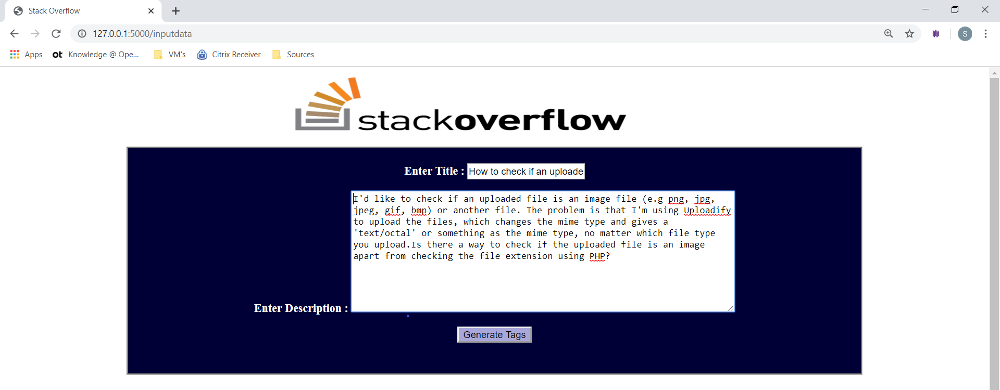 Stack Overflow
127.0.0.1:5000/inputdata
S
Apps ot Knowledge @ Ope... VM's Citrix Receiver Sources
stackoverflow
Enter Title : How to check if an uploade
I'd like to check if an uploaded file is an image file (e.g png, jpg,
jpeg, gif, bmp) or another file. The problem is that I'm using Uploadify
to upload the files, which changes the mime type and gives a
'text/octal' or something as the mime type, no matter which file type
you upload.Is there a way to check if the uploaded file is an image
apart from checking the file extension using PHP?
Enter Description :
Generate Tags